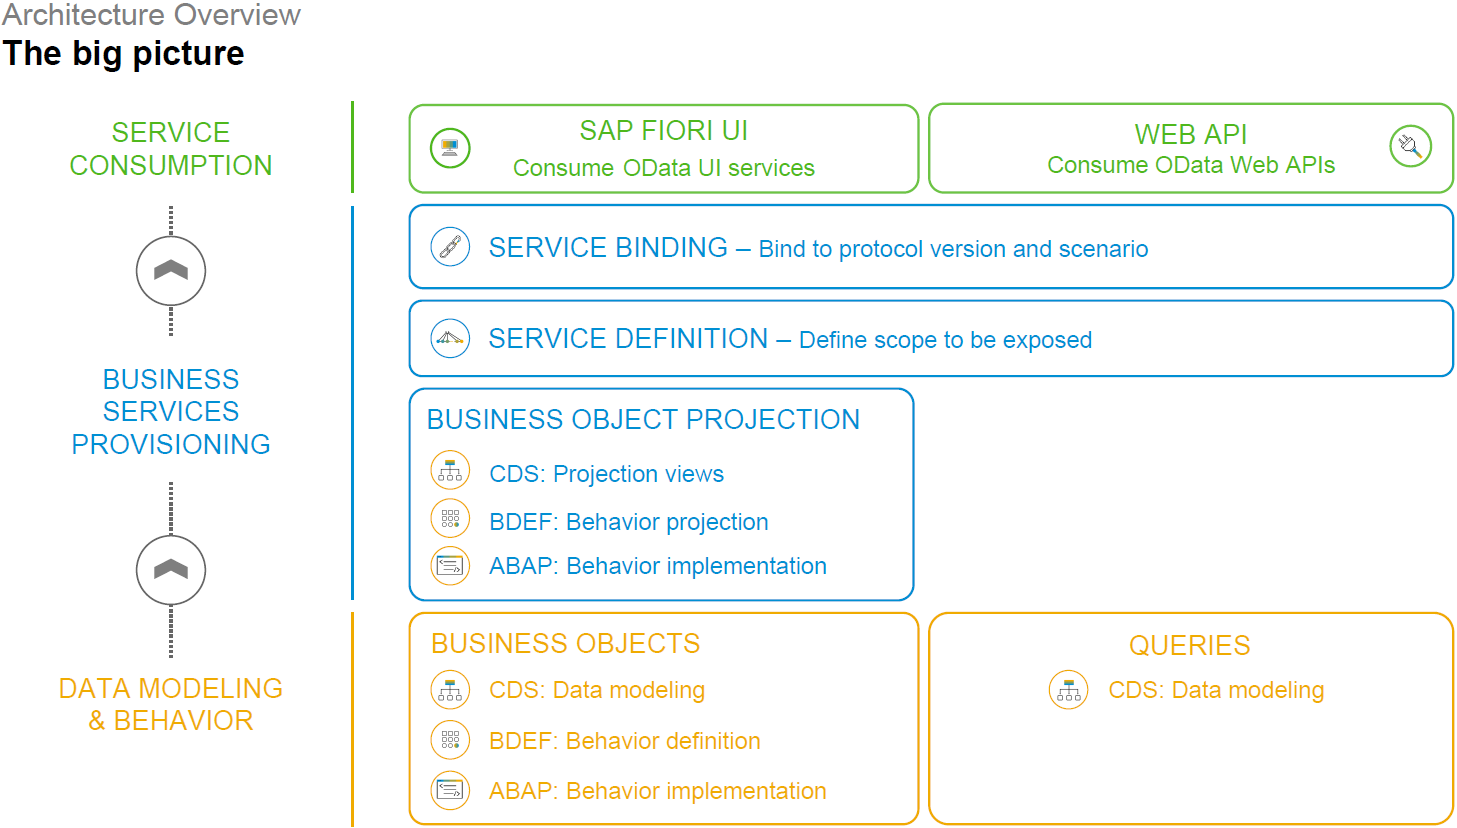 Architecture Overview
The big picture
SERVICE
CONSUMPTION
SAP FIORI UI
Consume OData UI services
WEB API
Consume OData Web APIs
SERVICE BINDING – Bind to protocol version and scenario
SERVICE DEFINITION – Define scope to be exposed
BUSINESS
SERVICES
PROVISIONING
BUSINESS OBJECT PROJECTION
CDS: Projection views
BDEF: Behavior projection
ABAP: Behavior implementation
DATA MODELING
& BEHAVIOR
BUSINESS OBJECTS
CDS: Data modeling
BDEF: Behavior definition
ABAP: Behavior implementation
QUERIES
CDS: Data modeling